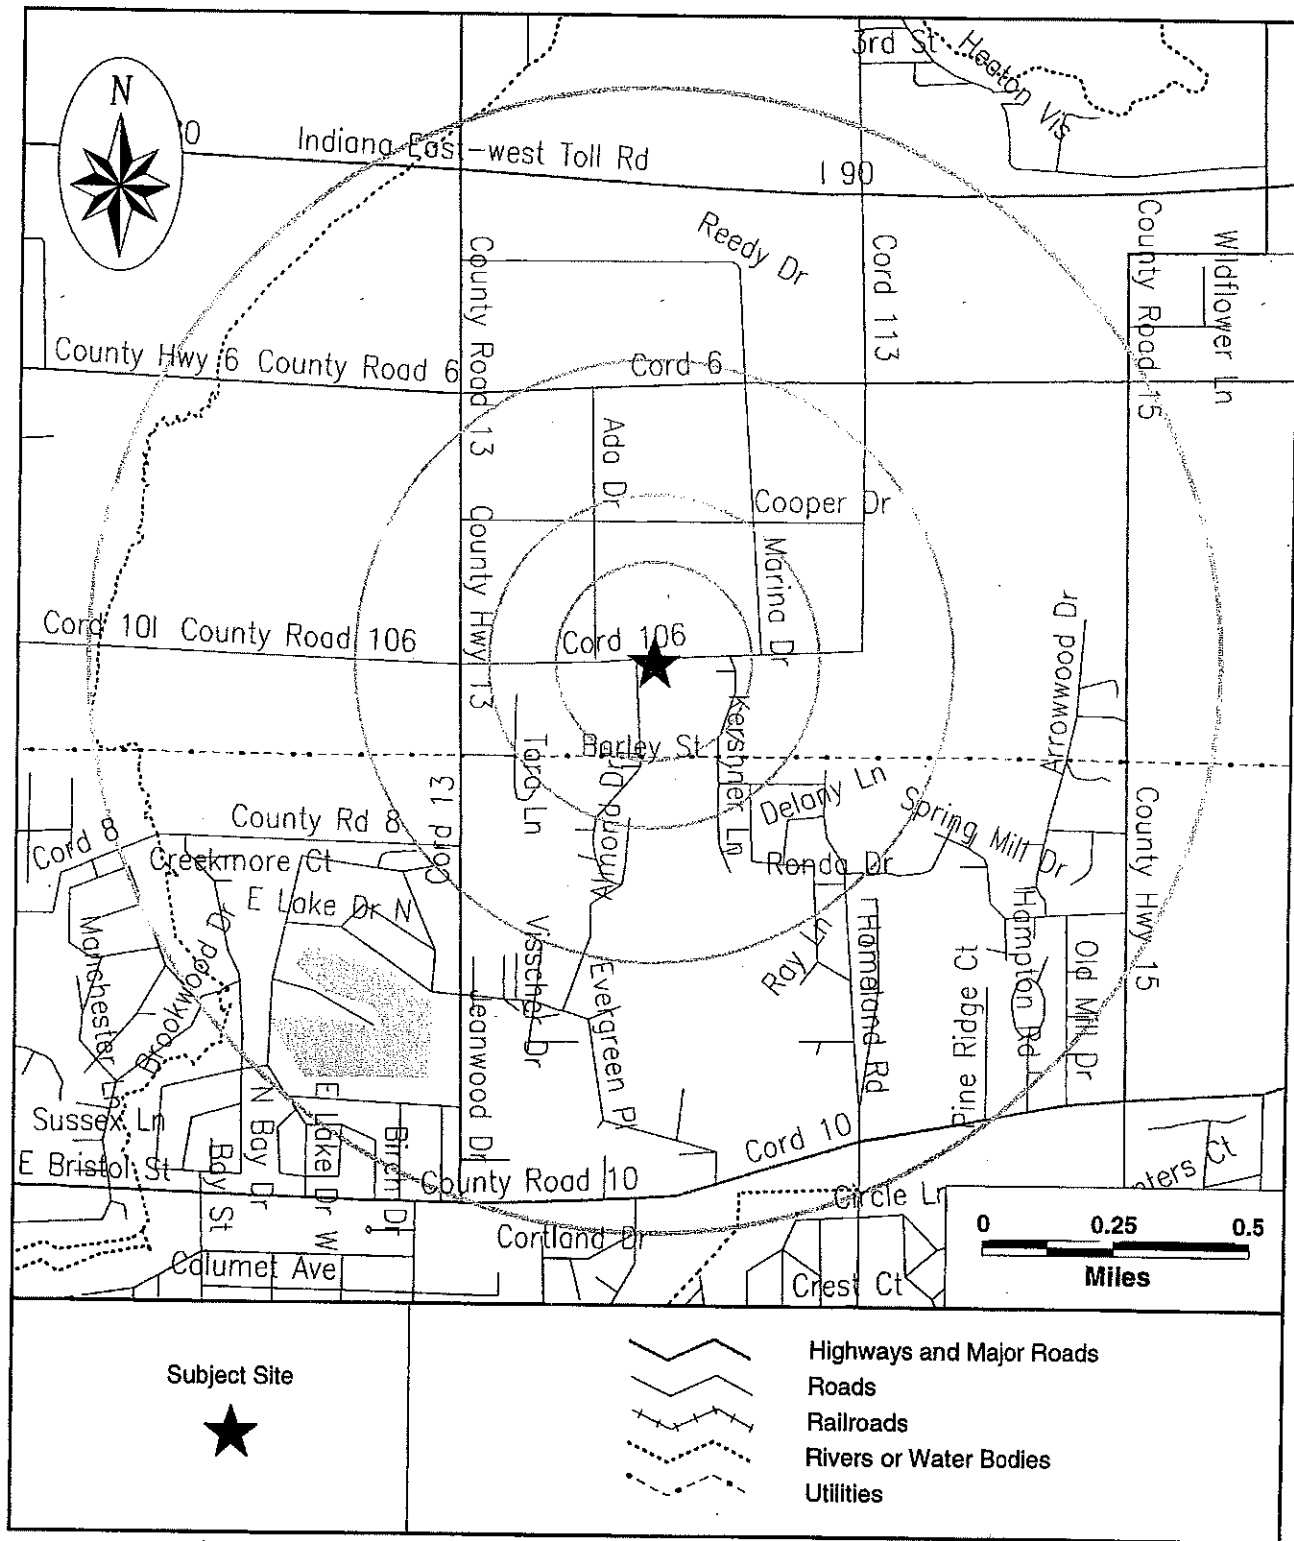 3rd St
Heaton Vis
N
0
Indiana East-west Toll Rd
I 90
Reedy Dr
County Road 13
Cord 113
County Road 15
Wildflower Ln
County Hwy 6 County Road 6
Cord 6
Ada Dr
Cooper Dr
County Hwy 13
Marina Dr
Cord 101 County Road 106
Cord 106
Arrowwood Dr
Kershner Ln
Barley St
Tara Ln
Almond Dr
Delany Ln
Spring Mill Dr
County Hwy 15
Cord 13
County Rd 8
Cord 8
Creekmore Ct
Ronda Dr
E Lake Dr N
Manchester Ln
Brookwood Dr
Visscher Dr
Evergreen Pl
Jeanwood Dr
Ray Ln
Homeland Rd
Pine Ridge Ct
Hampton Rd
Old Mill Dr
Sussex Ln
N Bay Dr
E Lake Dr W
Birch Dr
Cord 10
E Bristol St
Bay St
County Road 10
Circle Ln
nters Ct
Cortland Dr
Calumet Ave
Crest Ct
0 0.25 0.5
Miles
Subject Site
Highways and Major Roads
Roads
Railroads
Rivers or Water Bodies
Utilities